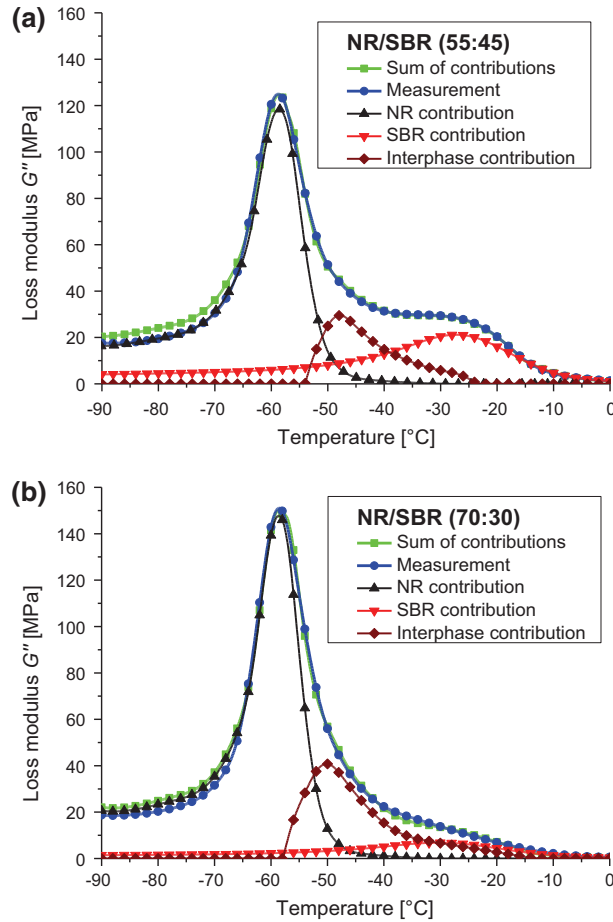 (a)
160
140
120
100
80
60
40
20
0
Loss modulus G″ [MPa]
NR/SBR (55:45)
Sum of contributions
Measurement
NR contribution
SBR contribution
Interphase contribution
-90 -80 -70 -60 -50 -40 -30 -20 -10 0
Temperature [°C]
(b)
160
140
120
100
80
60
40
20
0
Loss modulus G″ [MPa]
NR/SBR (70:30)
Sum of contributions
Measurement
NR contribution
SBR contribution
Interphase contribution
-90 -80 -70 -60 -50 -40 -30 -20 -10 0
Temperature [°C]